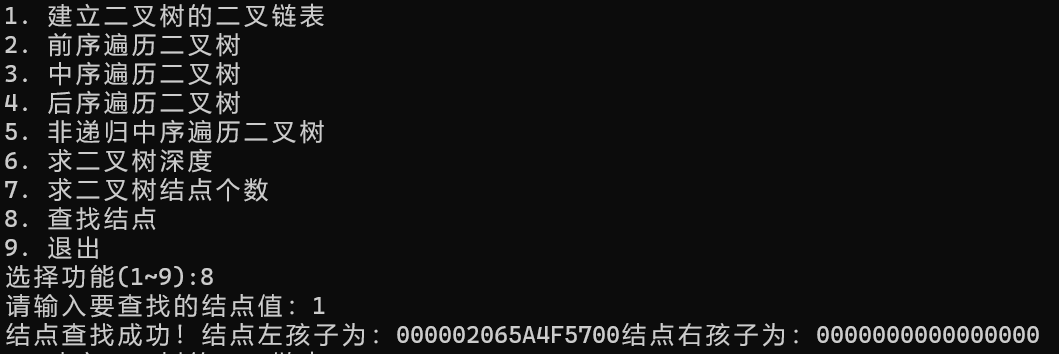 1. 建立二叉树的二叉链表
2. 前序遍历二叉树
3. 中序遍历二叉树
4. 后序遍历二叉树
5. 非递归中序遍历二叉树
6. 求二叉树深度
7. 求二叉树结点个数
8. 查找结点
9. 退出
选择功能(1~9):8
请输入要查找的结点值: 1
结点查找成功! 结点左孩子为: 000002065A4F5700结点右孩子为: 0000000000000000